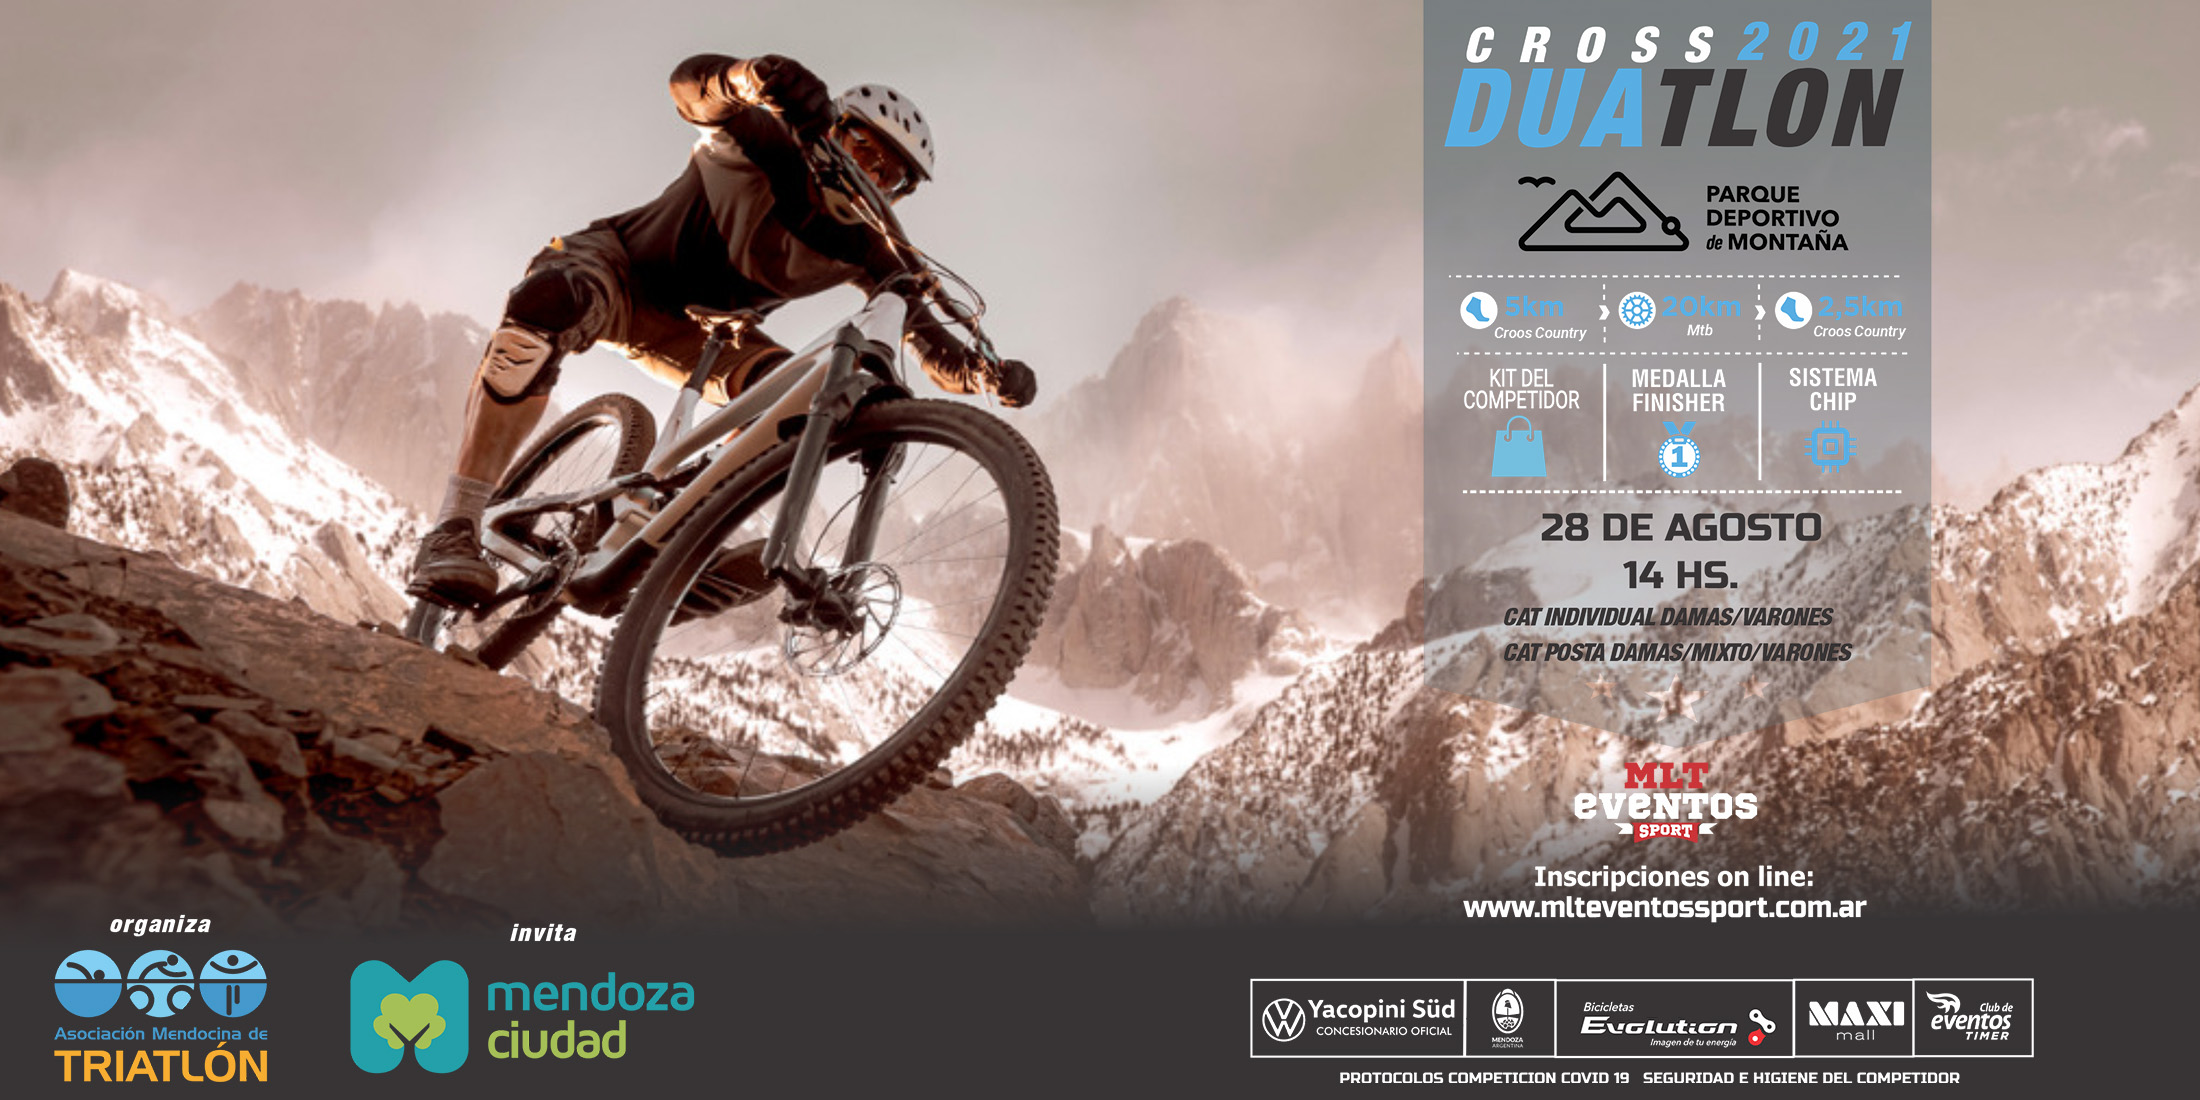 CROSS 2021
DUATLON
PARQUE
DEPORTIVO
de MONTAÑA
5km
Croos Country
20km
Mtb
2,5km
Croos Country
KIT DEL
COMPETIDOR
MEDALLA
FINISHER
1
SISTEMA
CHIP
28 DE AGOSTO
14 HS.
CAT INDIVIDUAL DAMAS/VARONES
CAT POSTA DAMAS/MIXTO/VARONES
MLT
eventos
SPORT
Inscripciones on line:
www.mlteventossport.com.ar
organiza
Asociación Mendocina de
TRIATLÓN
invita
mendoza
ciudad
Yacopini Süd
CONCESIONARIO OFICIAL
MENDOZA
ARGENTINA
Bicicletas
Evolution
Imagen de tu energía
MAXI
mall
Club de
eventos
TIMER
PROTOCOLOS COMPETICION COVID 19 SEGURIDAD E HIGIENE DEL COMPETIDOR